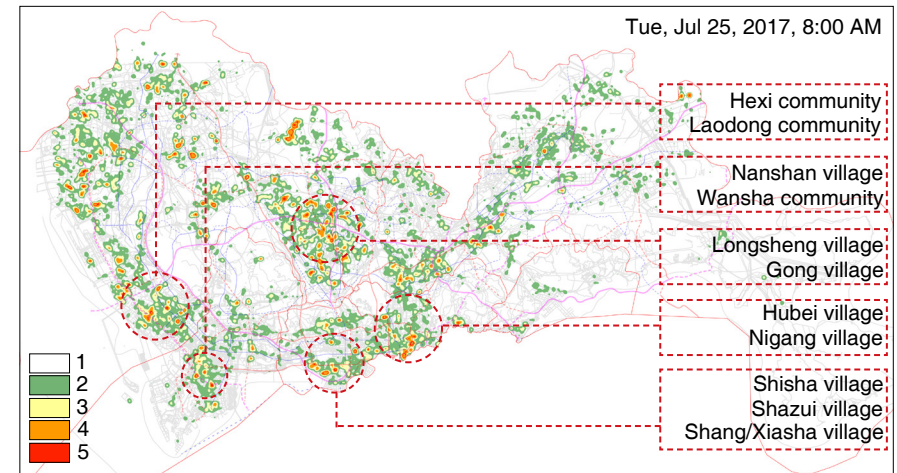 Tue, Jul 25, 2017, 8:00 AM
Hexi community
Laodong community
Nanshan village
Wansha community
Longsheng village
Gong village
Hubei village
Nigang village
Shisha village
Shazui village
Shang/Xiasha village
1
2
3
4
5